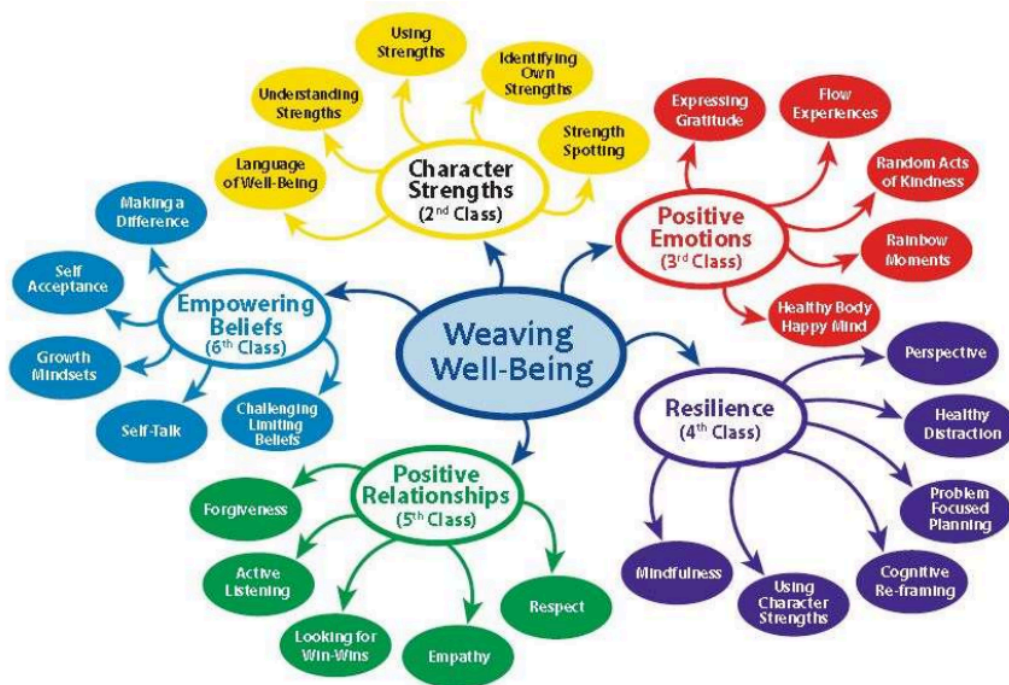 Weaving
Well-Being
Character
Strengths
(2nd Class)
Language
of Well-Being
Understanding
Strengths
Using
Strengths
Identifying
Own
Strengths
Strength
Spotting
Positive
Emotions
(3rd Class)
Expressing
Gratitude
Flow
Experiences
Random Acts
of Kindness
Rainbow
Moments
Healthy Body
Happy Mind
Resilience
(4th Class)
Perspective
Healthy
Distraction
Problem
Focused
Planning
Cognitive
Re-framing
Using
Character
Strengths
Mindfulness
Positive
Relationships
(5th Class)
Respect
Empathy
Looking for
Win-Wins
Active
Listening
Forgiveness
Empowering
Beliefs
(6th Class)
Challenging
Limiting
Beliefs
Self-Talk
Growth
Mindsets
Self
Acceptance
Making a
Difference